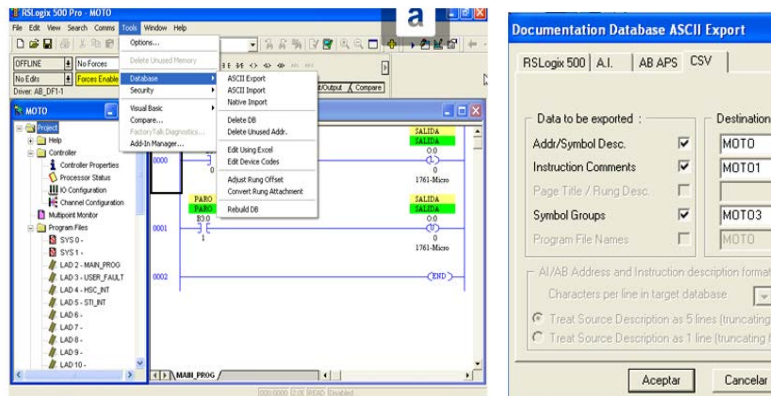 RSLogix 500 Pro - MOTO
File Edit View Search Comms Tools Window Help
a
OFFLINE No Forces
No Edits Forces Enable
Driver: AB_DF1-1
Options...
Delete Unused Memory
Database
Security
Visual Basic
Compare...
FactoryTalk Diagnostics...
Add-In Manager...
ASCII Export
ASCII Import
Native Import
Delete DB
Delete Unused Addr.
Edit Using Excel
Edit Device Codes
Adjust Rung Offset
Convert Rung Attachment
Rebuild DB
Compare
MOTO
Project
Help
Controller
Controller Properties
Processor Status
IO Configuration
Channel Configuration
Multipoint Monitor
Program Files
SYS 0 -
SYS 1 -
LAD 2 - MAIN_PROG
LAD 3 - USER_FAULT
LAD 4 - HSC_INT
LAD 5 - STI_INT
LAD 6 -
LAD 7 -
LAD 8 -
LAD 9 -
LAD 10 -
0000
0
SALIDA
SALIDA
O:0
L
0
1761-Micro
PARO
PARO
0001
1
SALIDA
SALIDA
O:0
U
0
1761-Micro
0002
END
MAIN_PROG
Documentation Database ASCII Export
RSLogix 500 A.I. AB APS CSV
Data to be exported :
Destination
Addr/Symbol Desc. MOTO
Instruction Comments MOTO1
Page Title / Rung Desc.
Symbol Groups MOTO3
Program File Names MOTO
AI/AB Address and Instruction description format
Characters per line in target database
Treat Source Description as 5 lines (truncating
Treat Source Description as 1 line (truncating
Aceptar Cancelar